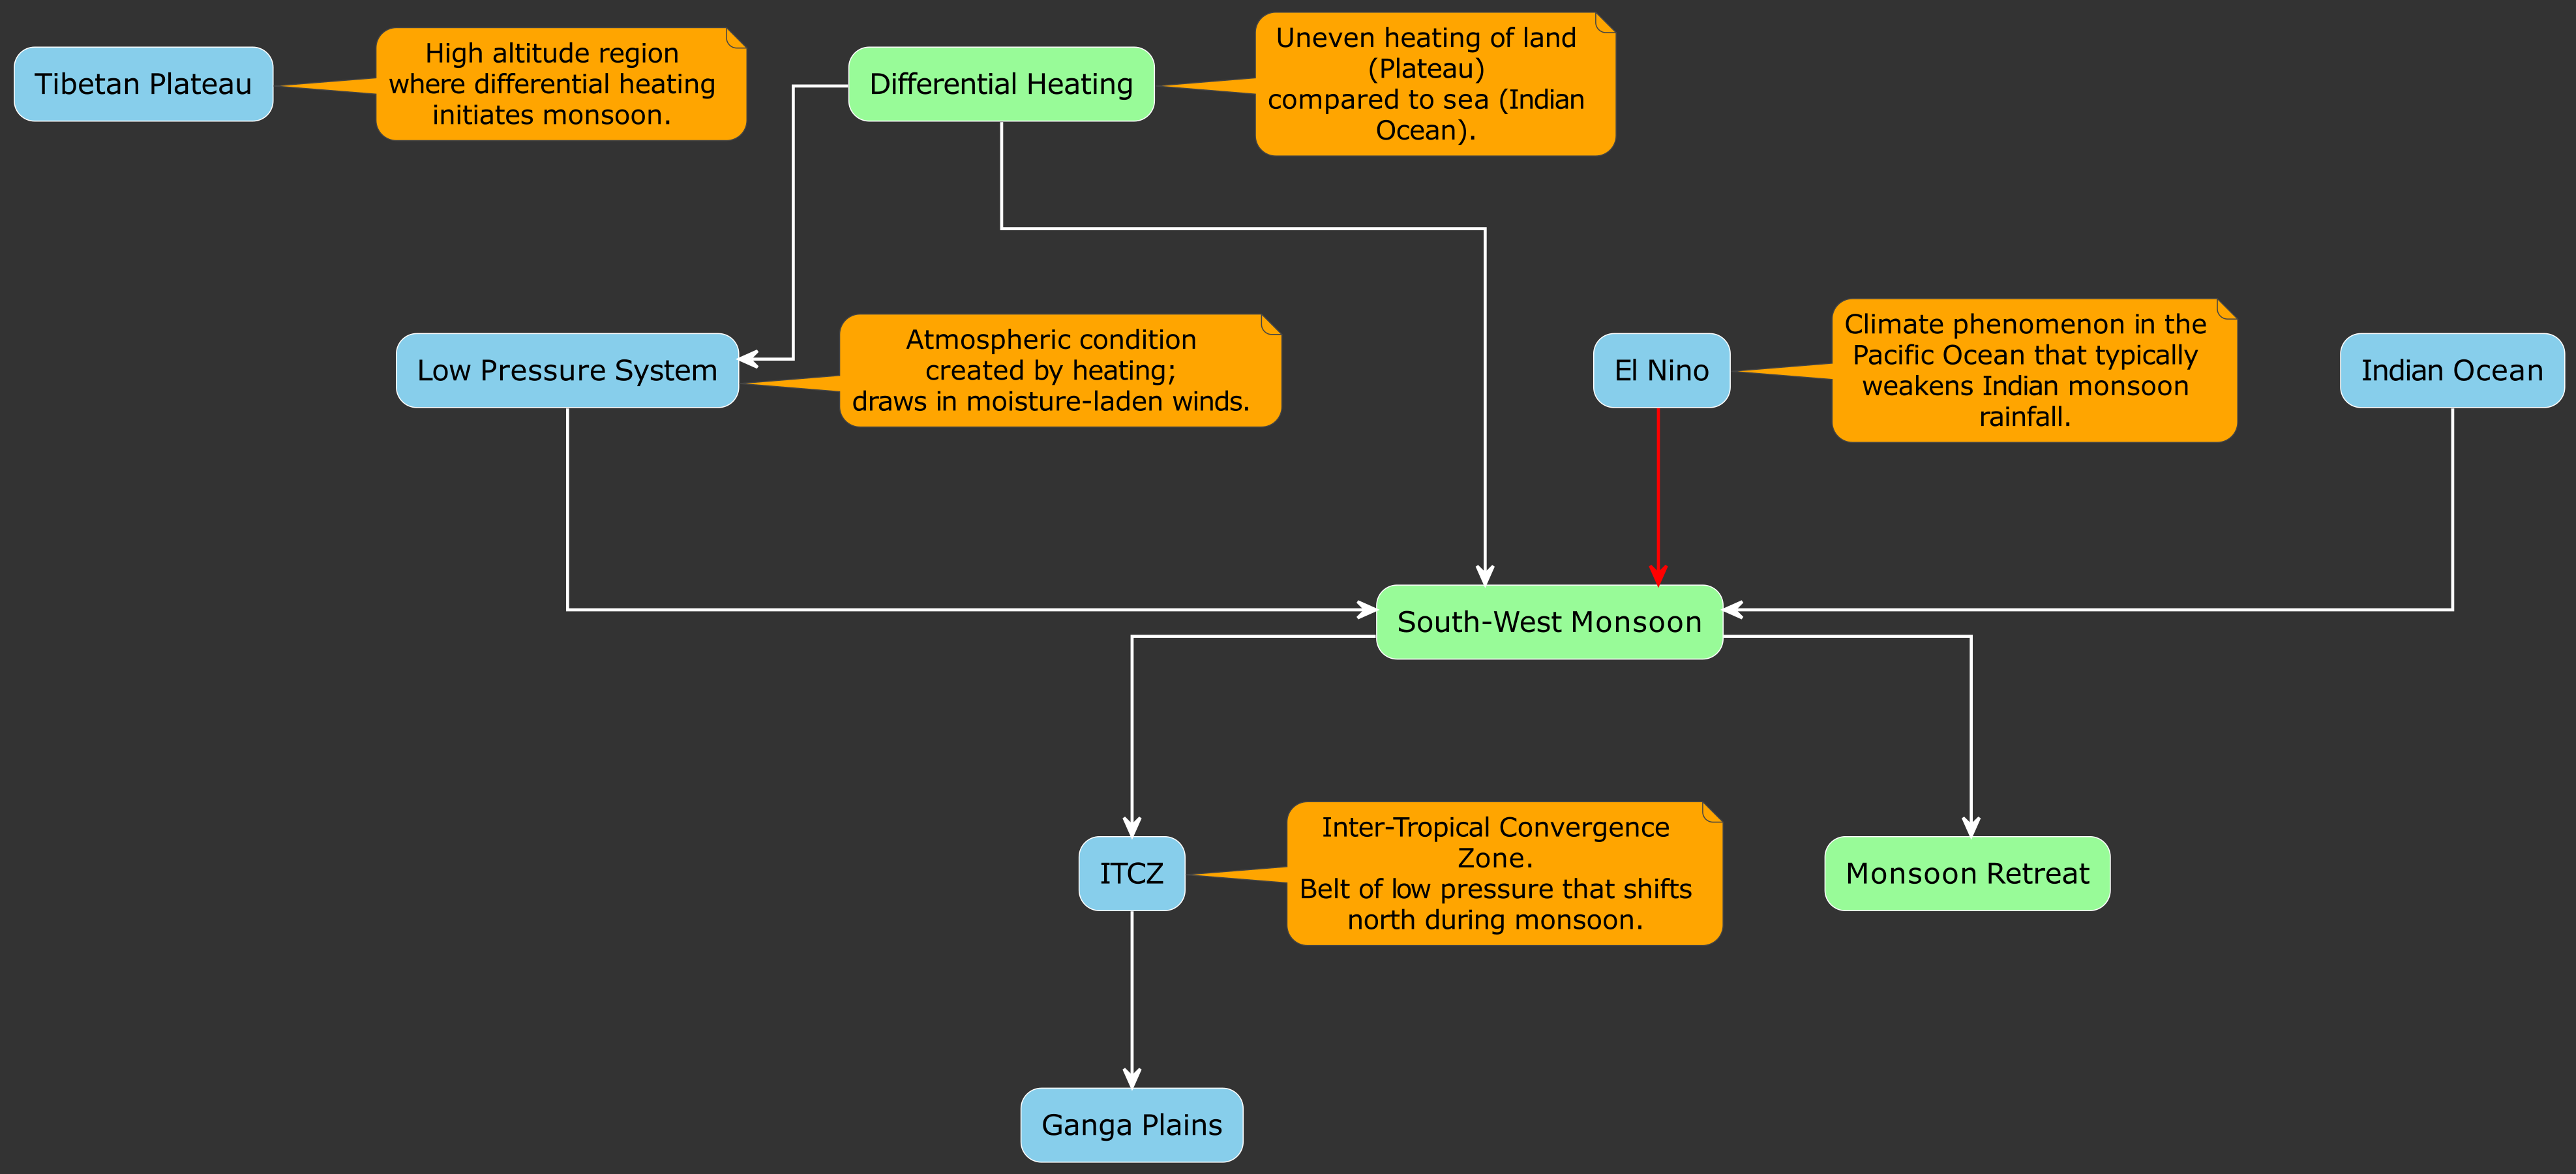 Tibetan Plateau
High altitude region
where differential heating
initiates monsoon.
Differential Heating
Uneven heating of land
(Plateau)
compared to sea (Indian
Ocean).
Low Pressure System
Atmospheric condition
created by heating;
draws in moisture-laden winds.
El Nino
Climate phenomenon in the
Pacific Ocean that typically
weakens Indian monsoon
rainfall.
Indian Ocean
South-West Monsoon
ITCZ
Inter-Tropical Convergence
Zone.
Belt of low pressure that shifts
north during monsoon.
Monsoon Retreat
Ganga Plains